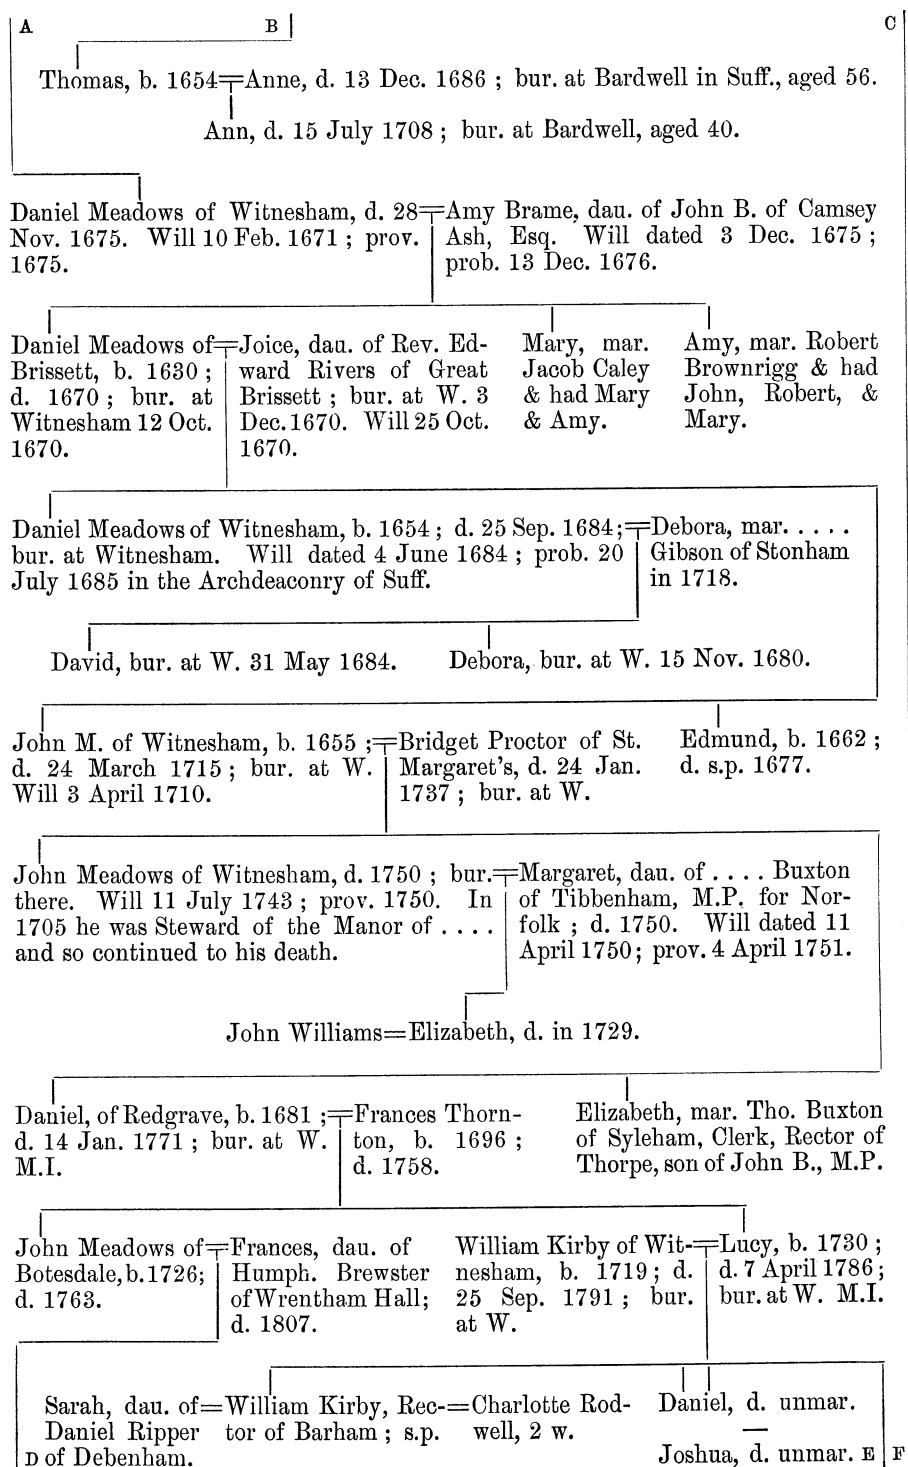 A B C
Thomas, b. 1654=Anne, d. 13 Dec. 1686 ; bur. at Bardwell in Suff., aged 56.
Ann, d. 15 July 1708 ; bur. at Bardwell, aged 40.
Daniel Meadows of Witnesham, d. 28=
Nov. 1675. Will 10 Feb. 1671 ; prov.
1675.
Amy Brame, dau. of John B. of Camsey
Ash, Esq. Will dated 3 Dec. 1675 ;
prob. 13 Dec. 1676.
Daniel Meadows of=
Brissett, b. 1630 ;
d. 1670 ; bur. at
Witnesham 12 Oct.
1670.
Joice, dau. of Rev. Ed-
ward Rivers of Great
Brissett ; bur. at W. 3
Dec. 1670. Will 25 Oct.
1670.
Mary, mar.
Jacob Caley
& had Mary
& Amy.
Amy, mar. Robert
Brownrigg & had
John, Robert, &
Mary.
Daniel Meadows of Witnesham, b. 1654 ; d. 25 Sep. 1684 ;=
bur. at Witnesham. Will dated 4 June 1684 ; prob. 20
July 1685 in the Archdeaconry of Suff.
Debora, mar. . . . . .
Gibson of Stonham
in 1718.
David, bur. at W. 31 May 1684.
Debora, bur. at W. 15 Nov. 1680.
John M. of Witnesham, b. 1655 ;=
d. 24 March 1715 ; bur. at W.
Will 3 April 1710.
Bridget Proctor of St.
Margaret's, d. 24 Jan.
1737 ; bur. at W.
Edmund, b. 1662 ;
d. s.p. 1677.
John Meadows of Witnesham, d. 1750 ; bur.=
there. Will 11 July 1743 ; prov. 1750. In
1705 he was Steward of the Manor of . . . .
and so continued to his death.
Margaret, dau. of . . . . Buxton
of Tibbenham, M.P. for Nor-
folk ; d. 1750. Will dated 11
April 1750 ; prov. 4 April 1751.
John Williams=Elizabeth, d. in 1729.
Daniel, of Redgrave, b. 1681 ;=
d. 14 Jan. 1771 ; bur. at W.
M.I.
Frances Thorn-
ton, b. 1696 ;
d. 1758.
Elizabeth, mar. Tho. Buxton
of Syleham, Clerk, Rector of
Thorpe, son of John B., M.P.
John Meadows of=
Botesdale, b. 1726;
d. 1763.
Frances, dau. of
Humph. Brewster
of Wrentham Hall;
d. 1807.
William Kirby of Wit-=
nesham, b. 1719 ; d.
25 Sep. 1791 ; bur.
at W.
Lucy, b. 1730 ;
d. 7 April 1786 ;
bur. at W. M.I.
Sarah, dau. of=
Daniel Ripper
D of Debenham.
William Kirby, Rec-=
tor of Barham ; s.p.
Charlotte Rod-
well, 2 w.
Daniel, d. unmar.
—
Joshua, d. unmar. E F